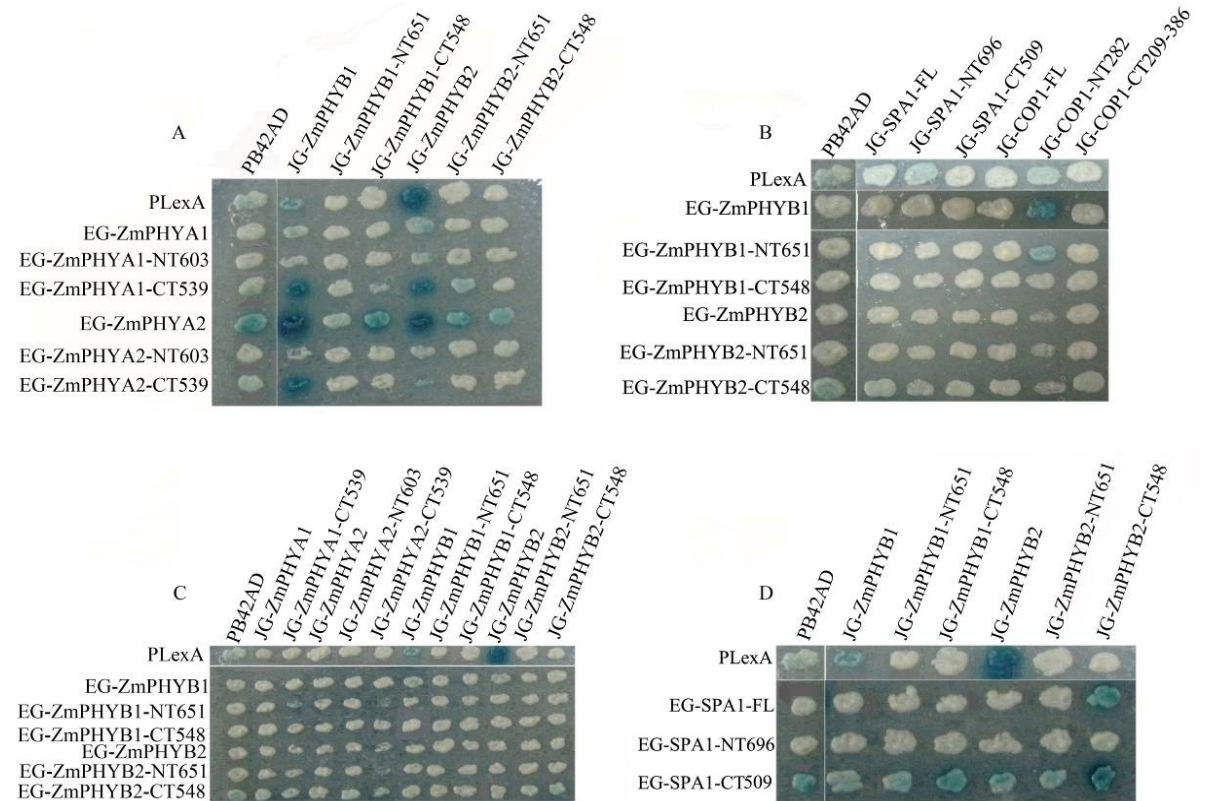 A
PB42AD
JG-ZmPHYB1
JG-ZmPHYB1-NT651
JG-ZmPHYB1-CT548
JG-ZmPHYB2
JG-ZmPHYB2-NT651
JG-ZmPHYB2-CT548
PLexA
EG-ZmPHYA1
EG-ZmPHYA1-NT603
EG-ZmPHYA1-CT539
EG-ZmPHYA2
EG-ZmPHYA2-NT603
EG-ZmPHYA2-CT539
B
PB42AD
JG-SPA1-FL
JG-SPA1-NT696
JG-SPA1-CT509
JG-COP1-FL
JG-COP1-NT282
JG-COP1-CT209-386
PLexA
EG-ZmPHYB1
EG-ZmPHYB1-NT651
EG-ZmPHYB1-CT548
EG-ZmPHYB2
EG-ZmPHYB2-NT651
EG-ZmPHYB2-CT548
C
PB42AD
JG-ZmPHYA1
JG-ZmPHYA1-CT539
JG-ZmPHYA2
JG-ZmPHYA2-NT603
JG-ZmPHYA2-CT539
JG-ZmPHYB1
JG-ZmPHYB1-NT651
JG-ZmPHYB1-CT548
JG-ZmPHYB2
JG-ZmPHYB2-NT651
JG-ZmPHYB2-CT548
PLexA
EG-ZmPHYB1
EG-ZmPHYB1-NT651
EG-ZmPHYB1-CT548
EG-ZmPHYB2
EG-ZmPHYB2-NT651
EG-ZmPHYB2-CT548
D
PB42AD
JG-ZmPHYB1
JG-ZmPHYB1-NT651
JG-ZmPHYB1-CT548
JG-ZmPHYB2
JG-ZmPHYB2-NT651
JG-ZmPHYB2-CT548
PLexA
EG-SPA1-FL
EG-SPA1-NT696
EG-SPA1-CT509